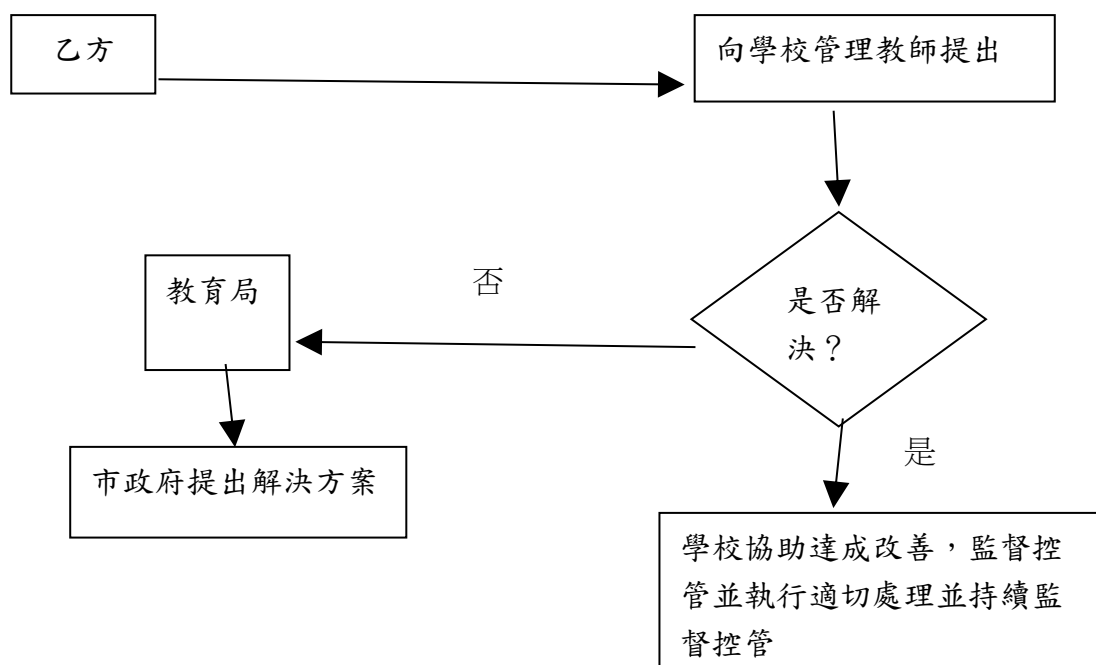 乙方
向學校管理教師提出
是否解
決？
否
教育局
是
市政府提出解決方案
學校協助達成改善，監督控
管並執行適切處理並持續監
督控管